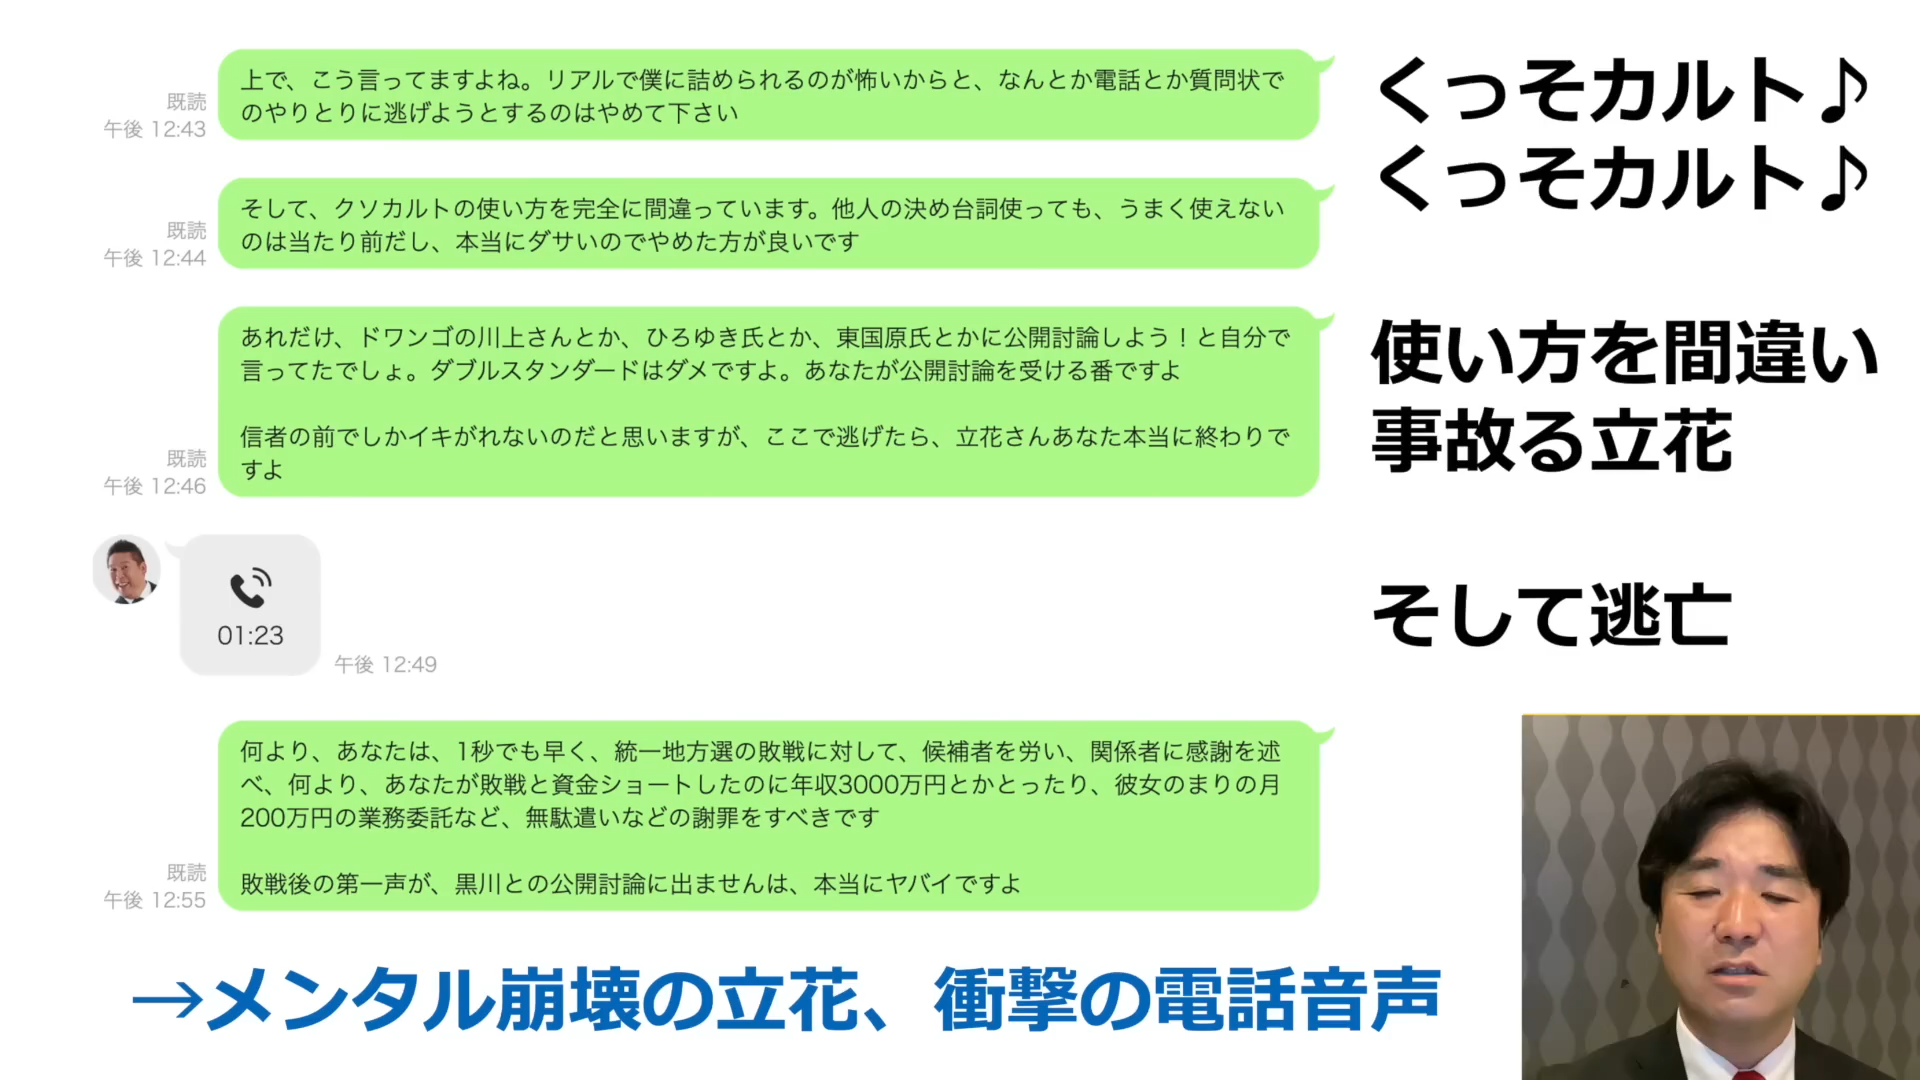 上で、こう言ってますよね。リアルで僕に詰められるのが怖いからと、なんとか電話とか質問状で
のやりとりに逃げようとするのはやめて下さい
既読
午後 12:43
くっそカルト♪
くっそカルト♪
そして、クソカルトの使い方を完全に間違っています。他人の決め台詞使っても、うまく使えない
のは当たり前だし、本当にダサいのでやめた方が良いです
既読
午後 12:44
あれだけ、ドワンゴの川上さんとか、ひろゆき氏とか、東国原氏とかに公開討論しよう！と自分で
言ってたでしょ。ダブルスタンダードはダメですよ。あなたが公開討論を受ける番ですよ
信者の前でしかイキがれないのだと思いますが、ここで逃げたら、立花さんあなた本当に終わりで
すよ
既読
午後 12:46
使い方を間違い
事故る立花
01:23
午後 12:49
そして逃亡
何より、あなたは、1秒でも早く、統一地方選の敗戦に対して、候補者を労い、関係者に感謝を述
べ、何より、あなたが敗戦と資金ショートしたのに年収3000万円とかとったり、彼女のまりの月
200万円の業務委託など、無駄遣いなどの謝罪をすべきです
敗戦後の第一声が、黒川との公開討論に出ませんは、本当にヤバイですよ
既読
午後 12:55
→メンタル崩壊の立花、衝撃の電話音声